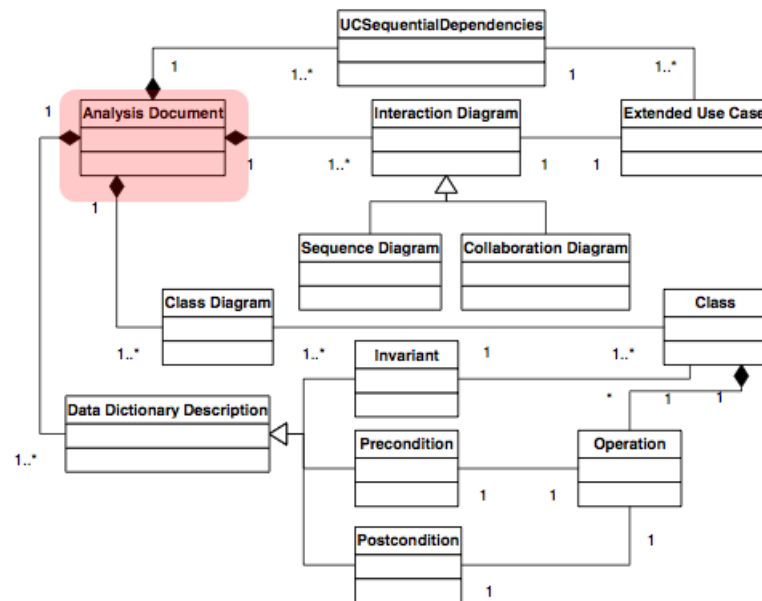 UCSequentialDependencies
1
1..*
1
1..*
1
Analysis Document
Interaction Diagram
Extended Use Case
1
1..*
1
1
1
Sequence Diagram
Collaboration Diagram
Class Diagram
Class
1..*
1..*
Invariant
1
1..*
Data Dictionary Description
*
1
1
1..*
Precondition
Operation
1
1
Postcondition
1
1